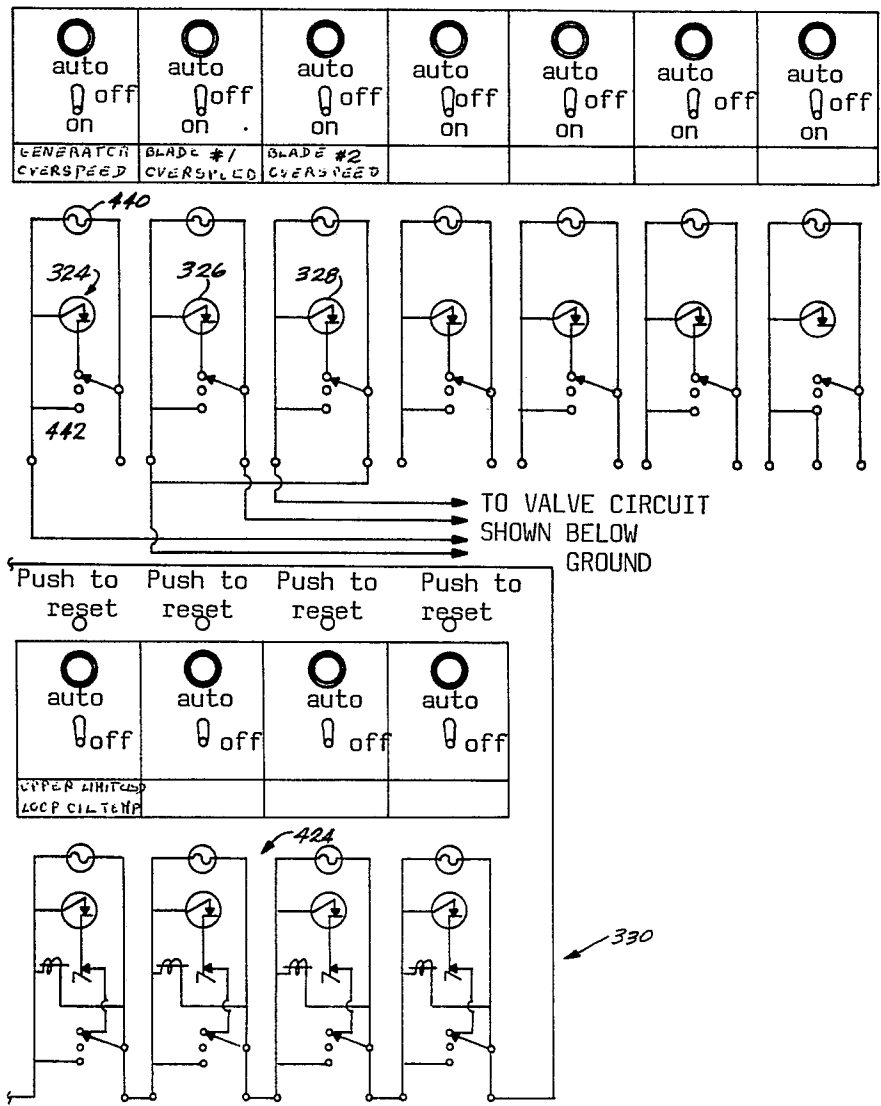 auto auto auto auto auto auto auto
off off off off off off off
on on on on on on on
GENERATOR BLADE #1 BLADE #2
OVERSPEED OVERSPEED OVERSPEED
440
324 326 328
442
TO VALVE CIRCUIT
SHOWN BELOW
GROUND
Push to Push to Push to Push to
reset reset reset reset
auto auto auto auto
off off off off
UPPER LIMIT
LOOP OIL TEMP
424
330